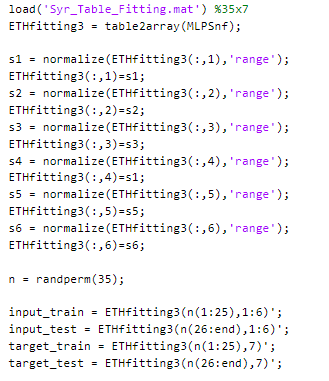 load('Syr_Table_Fitting.mat') %35x7
ETHfitting3 = table2array(MLPSnf);
s1 = normalize(ETHfitting3(:,1),'range');
ETHfitting3(:,1)=s1;
s2 = normalize(ETHfitting3(:,2),'range');
ETHfitting3(:,2)=s2;
s3 = normalize(ETHfitting3(:,3),'range');
ETHfitting3(:,3)=s3;
s4 = normalize(ETHfitting3(:,4),'range');
ETHfitting3(:,4)=s1;
s5 = normalize(ETHfitting3(:,5),'range');
ETHfitting3(:,5)=s5;
s6 = normalize(ETHfitting3(:,6),'range');
ETHfitting3(:,6)=s6;
n = randperm(35);
input_train = ETHfitting3(n(1:25),1:6)';
input_test = ETHfitting3(n(26:end),1:6)';
target_train = ETHfitting3(n(1:25),7)';
target_test = ETHfitting3(n(26:end),7)';